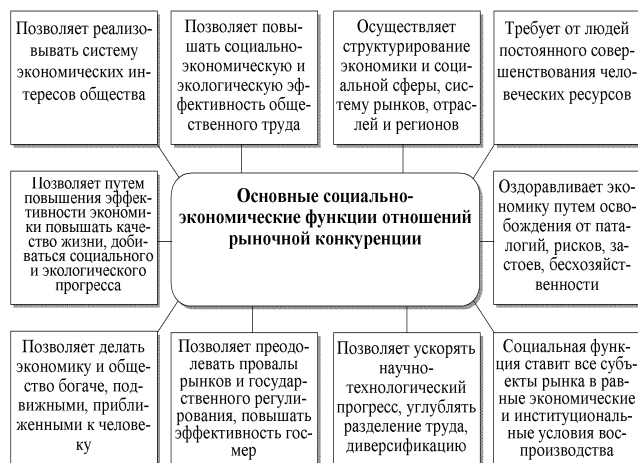 Позволяет реализо-
овывать систему
экономических ин-
тересов общества
Позволяет повы-
шать социально-
экономическую и
экологическую эф-
фективность обще-
ственного труда
Осуществляет
структурирование
экономики и соци-
альной сферы, сис-
тему рынков, отрас-
лей и регионов
Требует от людей
постоянного совер-
шенствования чело-
веческих ресурсов
Позволяет путем
повышения эффек-
тивности экономи-
ки повышать каче-
ство жизни, доби-
ваться социального
и экологического
прогресса
Основные социально-
экономические функции отношений
рыночной конкуренции
Оздоравливает эко-
номику путем осво-
бождения от пата-
логий, рисков, за-
стоев, бесхозяйст-
венности
Позволяет делать
экономику и обще-
ство богаче, под-
вижными, прибли-
женными к челове-
ку
Позволяет преодо-
левать провалы
рынков и государст-
венного регули-
рования, повышать
эффективность гос-
мер
Позволяет ускорять
научно-
технологический
прогресс, углублять
разделение труда,
диверсификацию
Социальная функ-
ция ставит все субъ-
екты рынка в рав-
ные экономические
и институциональ-
ные условия вос-
производства